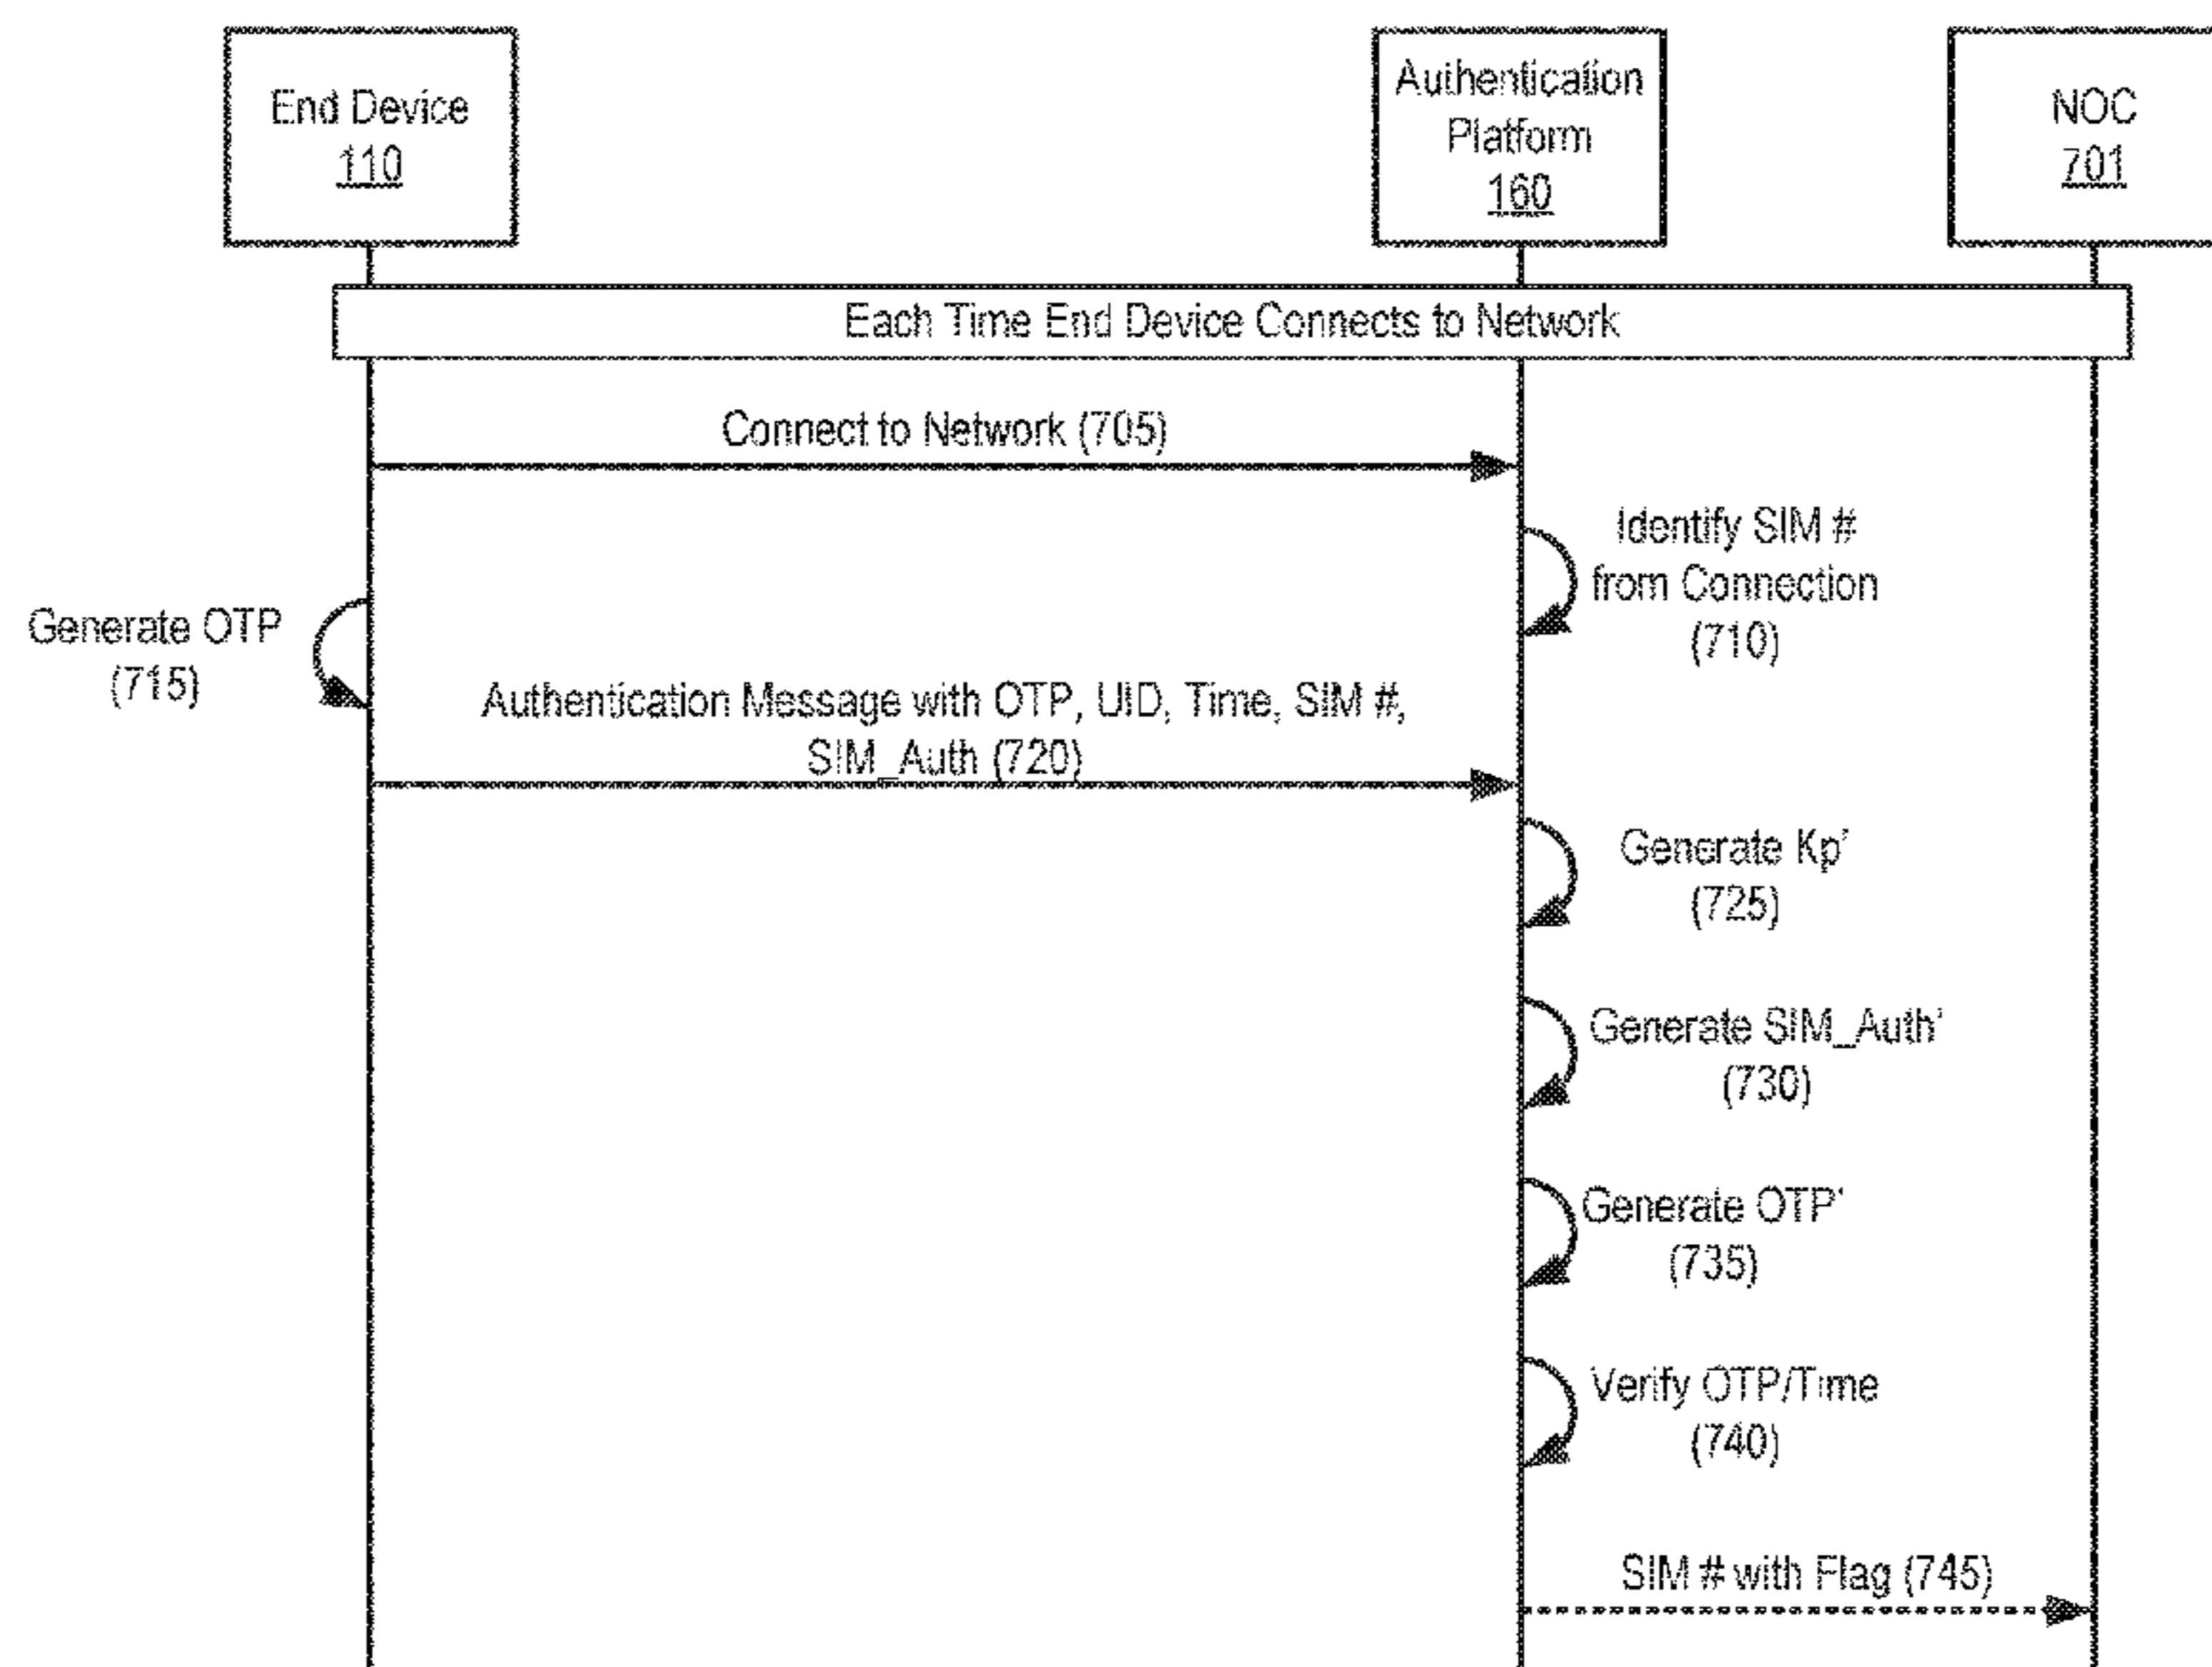 End Device
110
Authentication
Platform
160
NOC
701
Each Time End Device Connects to Network
Connect to Network (705)
Identify SIM #
from Connection
(710)
Generate OTP
(715)
Authentication Message with OTP, UID, Time, SIM #,
SIM_Auth (720)
Generate Kp'
(725)
Generate SIM_Auth'
(730)
Generate OTP'
(735)
Verify OTP/Time
(740)
SIM # with Flag (745)